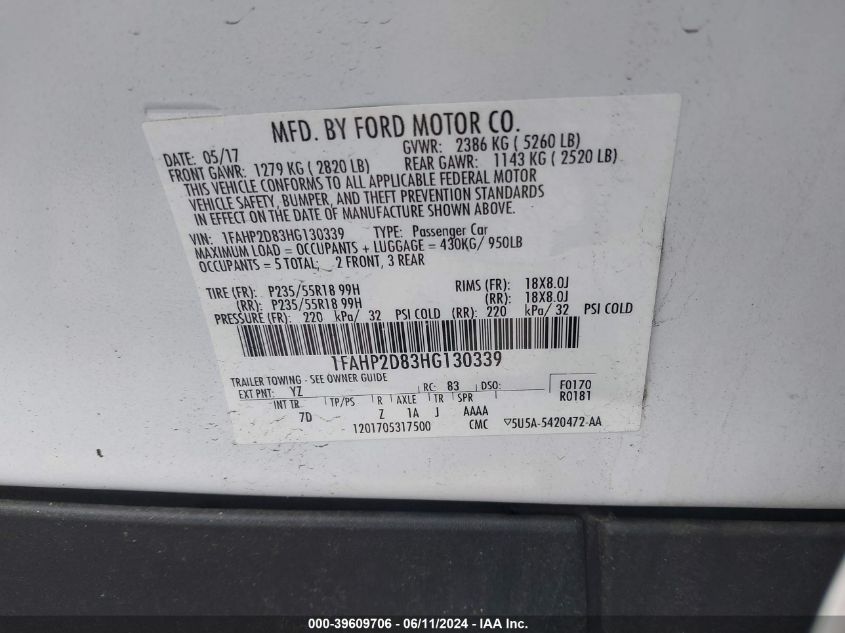 MFD. BY FORD MOTOR CO.
DATE: 05/17 GVWR: 2386 KG ( 5260 LB)
FRONT GAWR: 1279 KG ( 2820 LB) REAR GAWR: 1143 KG ( 2520 LB)
THIS VEHICLE CONFORMS TO ALL APPLICABLE FEDERAL MOTOR
VEHICLE SAFETY, BUMPER, AND THEFT PREVENTION STANDARDS
IN EFFECT ON THE DATE OF MANUFACTURE SHOWN ABOVE.
VIN: 1FAHP2D83HG130339 TYPE: Passenger Car
MAXIMUM LOAD = OCCUPANTS + LUGGAGE = 430KG/ 950LB
OCCUPANTS = 5 TOTAL; 2 FRONT, 3 REAR
TIRE (FR): P235/55R18 99H RIMS (FR): 18X8.0J
(RR): P235/55R18 99H (RR): 18X8.0J
PRESSURE (FR): 220 kPa/ 32 PSI COLD (RR): 220 kPa/ 32 PSI COLD
1FAHP2D83HG130339
TRAILER TOWING - SEE OWNER GUIDE
EXT PNT: YZ RC: 83 DSO: F0170
R0181
INT TR TP/PS R AXLE TR SPR
7D Z 1A J AAAA
1201705317500 CMC ▽5U5A-5420472-AA
000-39609706 - 06/11/2024 - IAA Inc.